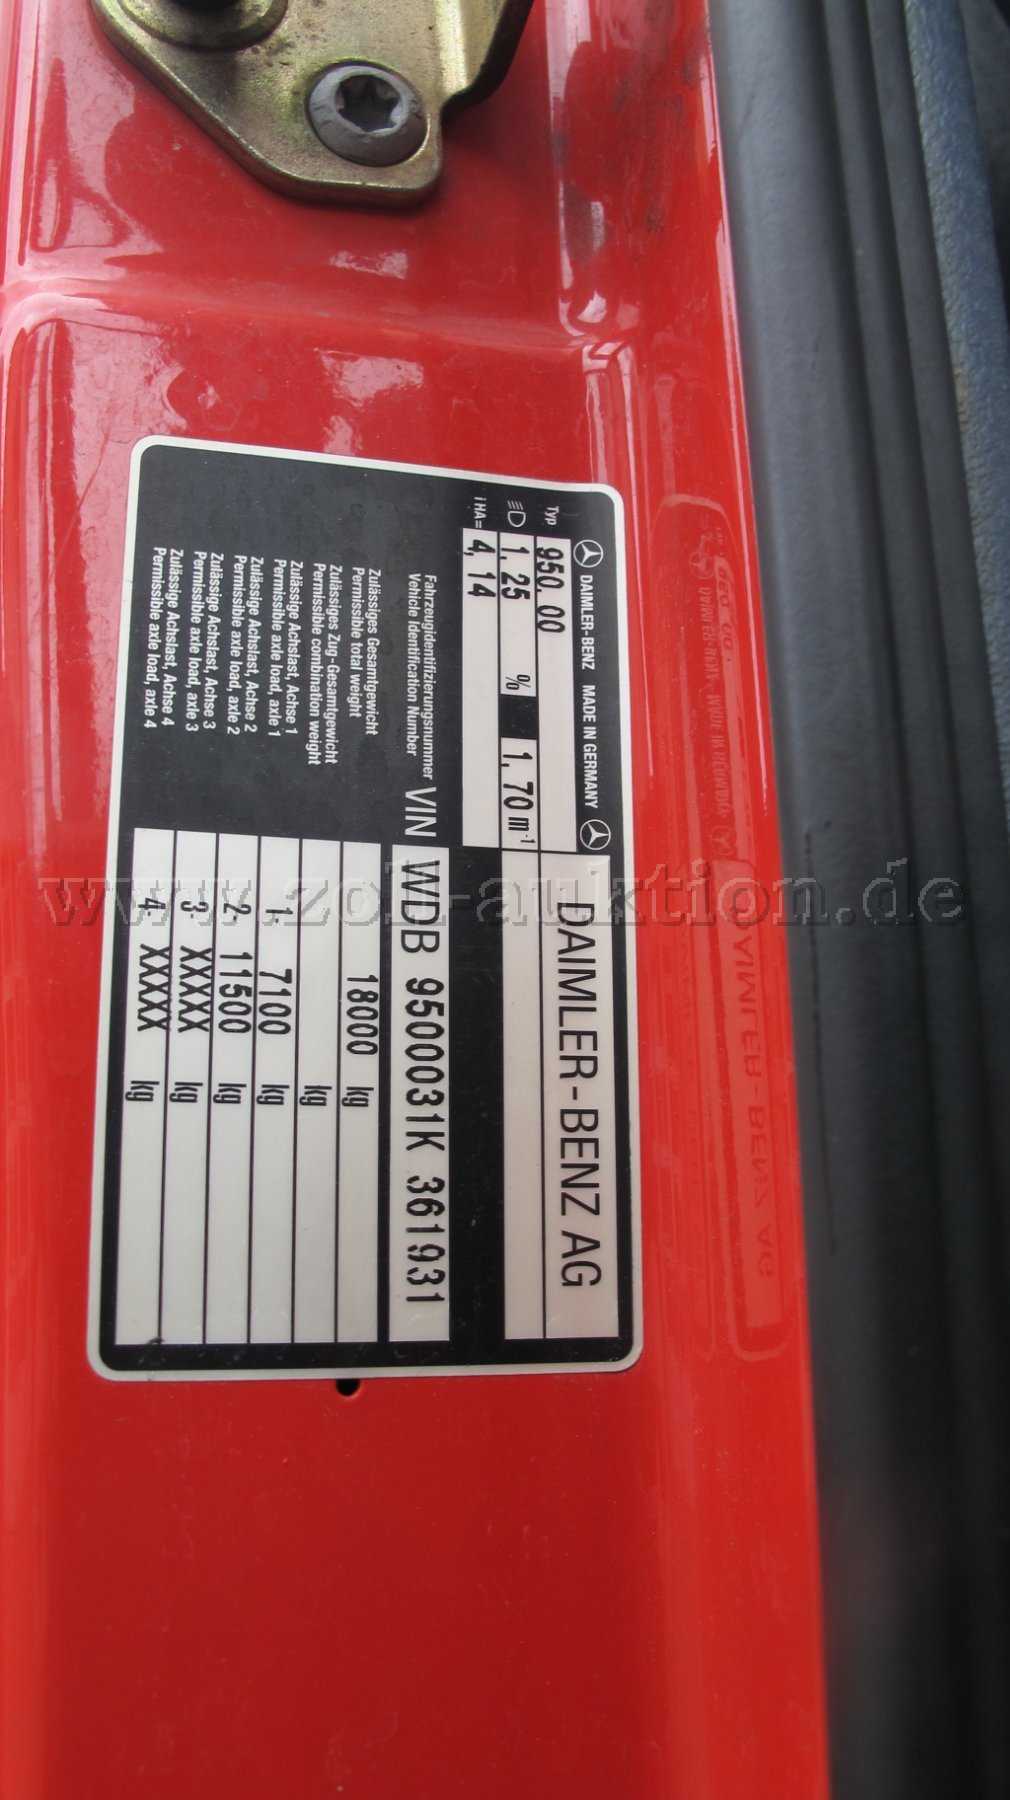 DAIMLER-BENZ MADE IN GERMANY
DAIMLER-BENZ AG
Typ 950.00
1.25 % 1.70 m-1
i HA= 4,14
Fahrzeugidentifizierungsnummer
Vehicle Identification Number
VIN WDB 9500031K 361931
Zulässiges Gesamtgewicht
Permissible total weight
18000 kg
Zulässiges Zug-Gesamtgewicht
Permissible combination weight
kg
Zulässige Achslast, Achse 1
Permissible axle load, axle 1
1- 7100 kg
Zulässige Achslast, Achse 2
Permissible axle load, axle 2
2- 11500 kg
Zulässige Achslast, Achse 3
Permissible axle load, axle 3
3- XXXXX kg
Zulässige Achslast, Achse 4
Permissible axle load, axle 4
4- XXXXX kg
www.zoll-auktion.de